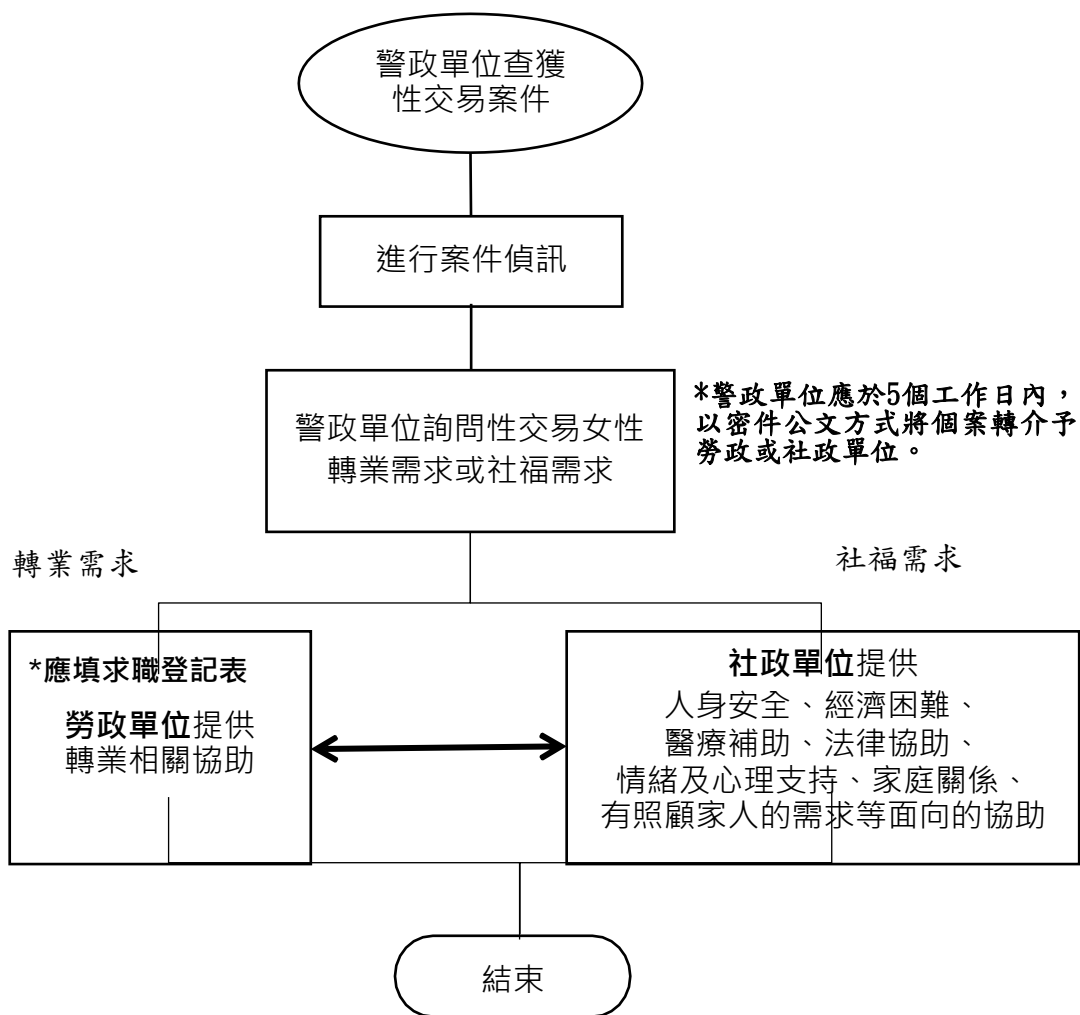 警政單位查獲
性交易案件
進行案件偵訊
警政單位詢問性交易女性
轉業需求或社福需求
*警政單位應於5個工作日內，
以密件公文方式將個案轉介予
勞政或社政單位。
轉業需求
社福需求
*應填求職登記表
勞政單位提供
轉業相關協助
社政單位提供
人身安全、經濟困難、
醫療補助、法律協助、
情緒及心理支持、家庭關係、
有照顧家人的需求等面向的協助
結束